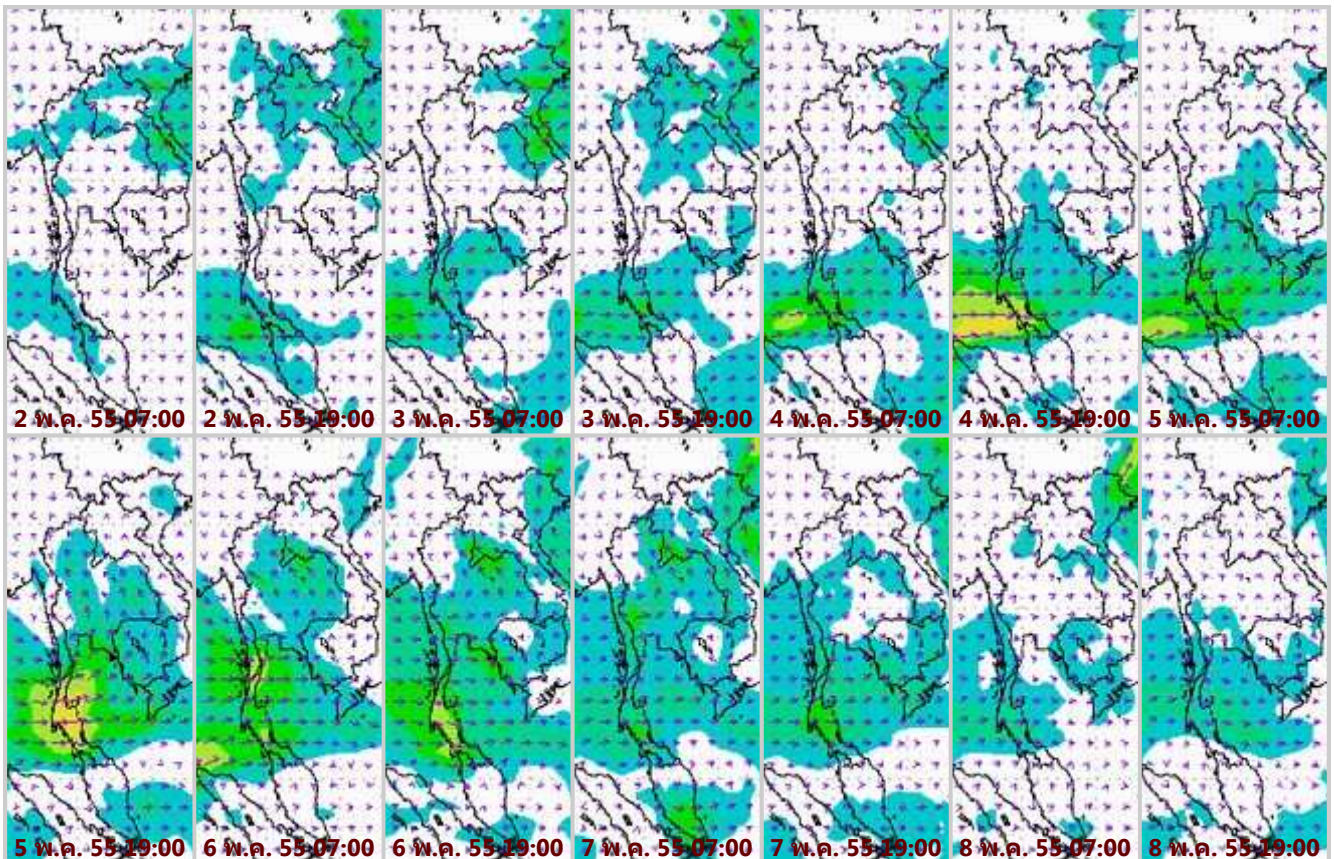 2 พ.ค. 55 07:00
2 พ.ค. 55 19:00
3 พ.ค. 55 07:00
3 พ.ค. 55 19:00
4 พ.ค. 55 07:00
4 พ.ค. 55 19:00
5 พ.ค. 55 07:00
5 พ.ค. 55 19:00
6 พ.ค. 55 07:00
6 พ.ค. 55 19:00
7 พ.ค. 55 07:00
7 พ.ค. 55 19:00
8 พ.ค. 55 07:00
8 พ.ค. 55 19:00